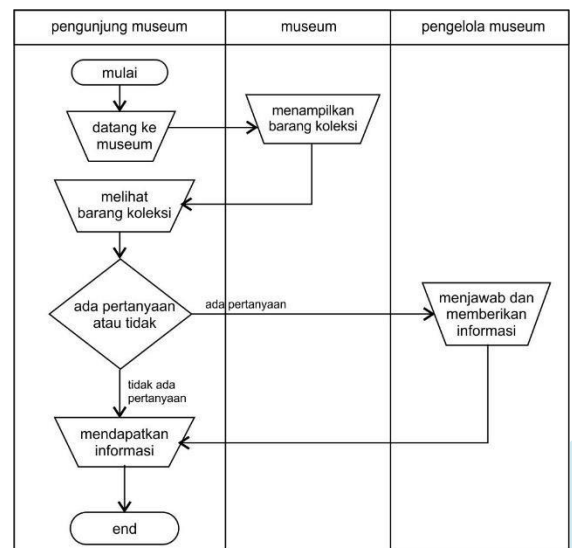 pengunjung museum
museum
pengelola museum
mulai
datang ke
museum
menampilkan
barang koleksi
melihat
barang koleksi
ada pertanyaan
atau tidak
ada pertanyaan
menjawab dan
memberikan
informasi
tidak ada
pertanyaan
mendapatkan
informasi
end